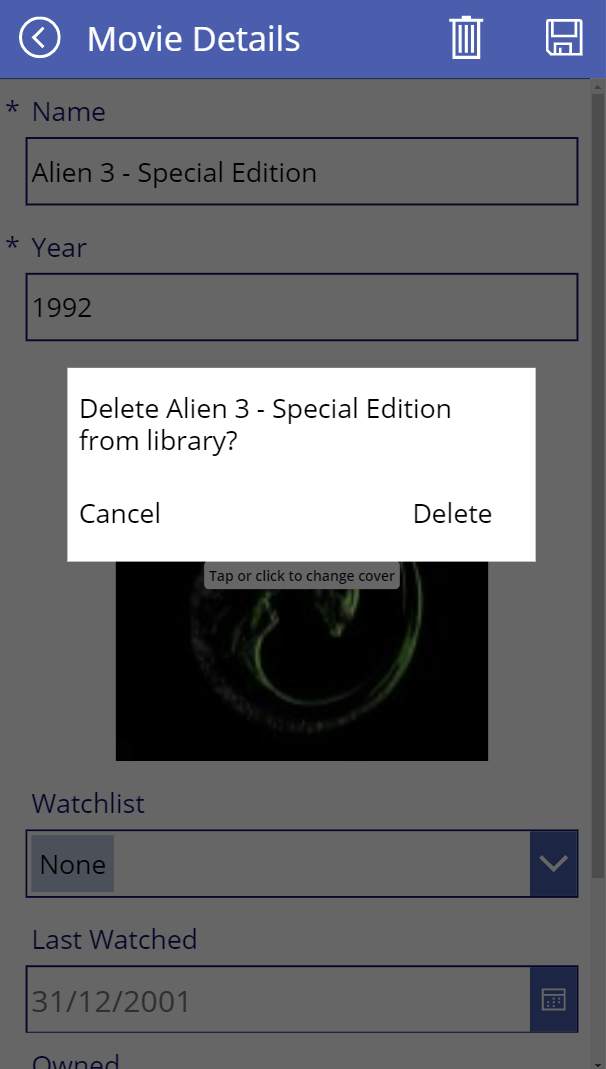 Movie Details
* Name
Alien 3 - Special Edition
* Year
1992
Delete Alien 3 - Special Edition
from library?
Cancel Delete
Tap or click to change cover
Watchlist
None
Last Watched
31/12/2001
Owned